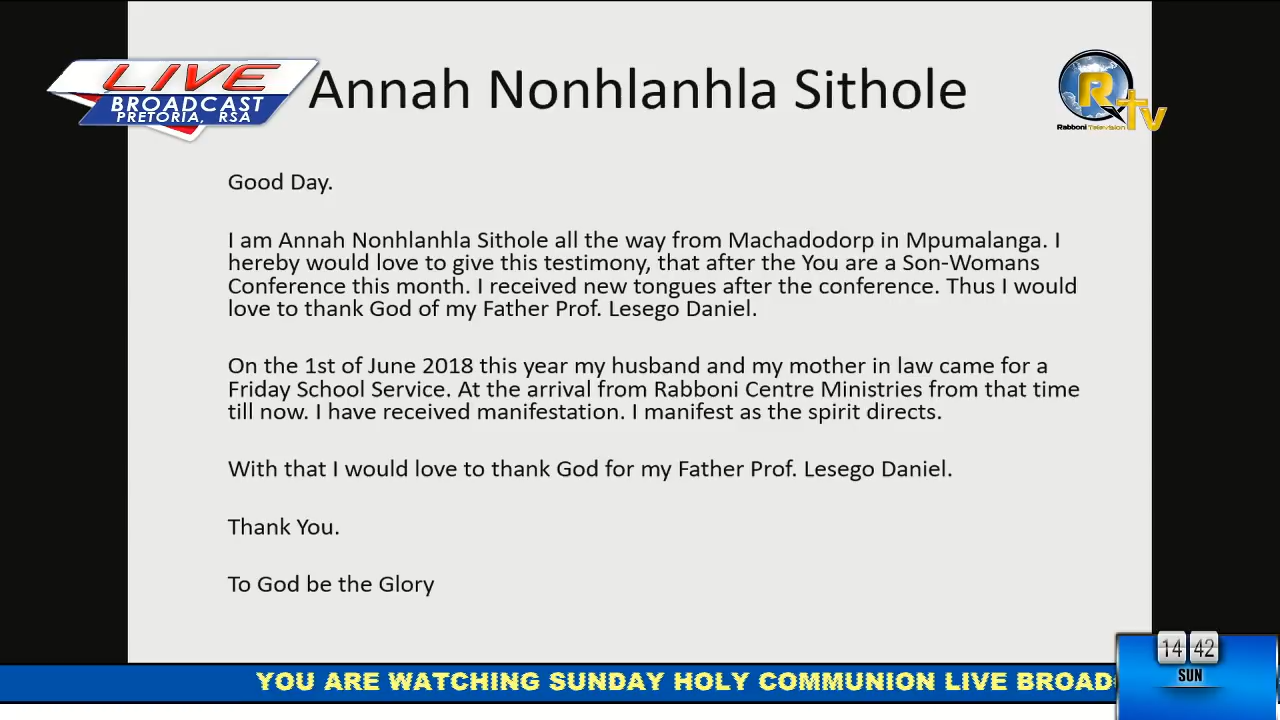 LIVE
BROADCAST
PRETORIA, RSA
Annah Nonhlanhla Sithole
R
tv
Rabboni Television
Good Day.
I am Annah Nonhlanhla Sithole all the way from Machadodorp in Mpumalanga. I
hereby would love to give this testimony, that after the You are a Son-Womans
Conference this month. I received new tongues after the conference. Thus I would
love to thank God of my Father Prof. Lesego Daniel.
On the 1st of June 2018 this year my husband and my mother in law came for a
Friday School Service. At the arrival from Rabboni Centre Ministries from that time
till now. I have received manifestation. I manifest as the spirit directs.
With that I would love to thank God for my Father Prof. Lesego Daniel.
Thank You.
To God be the Glory
14 42
SUN
YOU ARE WATCHING SUNDAY HOLY COMMUNION LIVE BROAD